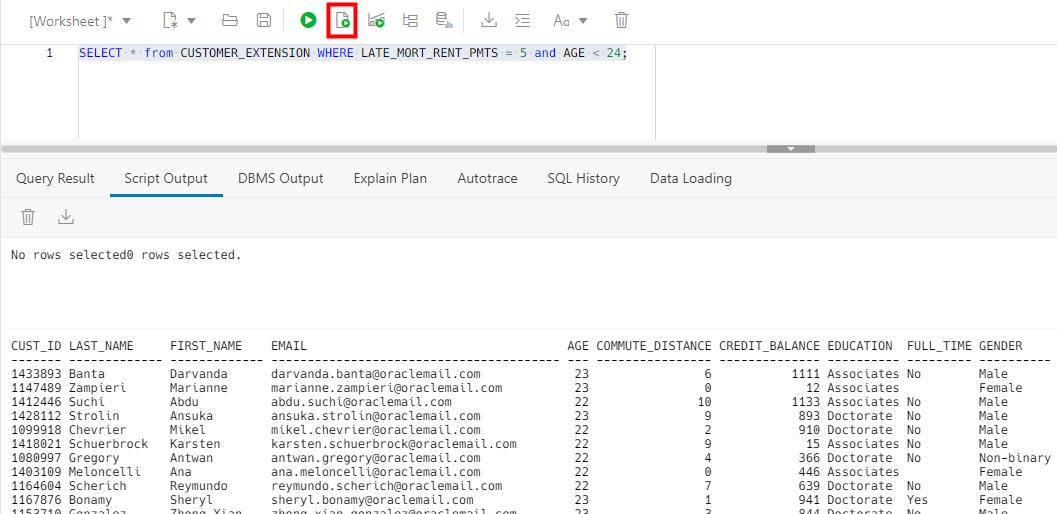 [Worksheet ]* Aa
1 SELECT * from CUSTOMER_EXTENSION WHERE LATE_MORT_RENT_PMTS = 5 and AGE < 24;
Query Result Script Output DBMS Output Explain Plan Autotrace SQL History Data Loading
No rows selected0 rows selected.
CUST_ID LAST_NAME FIRST_NAME EMAIL AGE COMMUTE_DISTANCE CREDIT_BALANCE EDUCATION FULL_TIME GENDER
------- ------------- ------------- ---------------------------------------- --- ---------------- -------------- ---------- --------- ----------
1433893 Banta Darvanda darvanda.banta@oraclemail.com 23 6 1111 Associates No Male
1147489 Zampieri Marianne marianne.zampieri@oraclemail.com 23 0 12 Associates Female
1412446 Suchi Abdu abdu.suchi@oraclemail.com 22 10 1133 Associates No Male
1428112 Strolin Ansuka ansuka.strolin@oraclemail.com 23 9 893 Doctorate No Male
1099918 Chevrier Mikel mikel.chevrier@oraclemail.com 22 2 910 Doctorate No Male
1418021 Schuerbrock Karsten karsten.schuerbrock@oraclemail.com 22 9 15 Associates No Male
1080997 Gregory Antwan antwan.gregory@oraclemail.com 22 4 366 Doctorate No Non-binary
1403109 Meloncelli Ana ana.meloncelli@oraclemail.com 22 0 446 Associates Female
1164604 Scherich Reymundo reymundo.scherich@oraclemail.com 22 7 639 Doctorate No Male
1167876 Bonamy Sheryl sheryl.bonamy@oraclemail.com 23 1 941 Doctorate Yes Female
1153710 Gonzalez Zhong Xian zhong.xian.gonzalez@oraclemail.com 22 3 844 Doctorate No Male